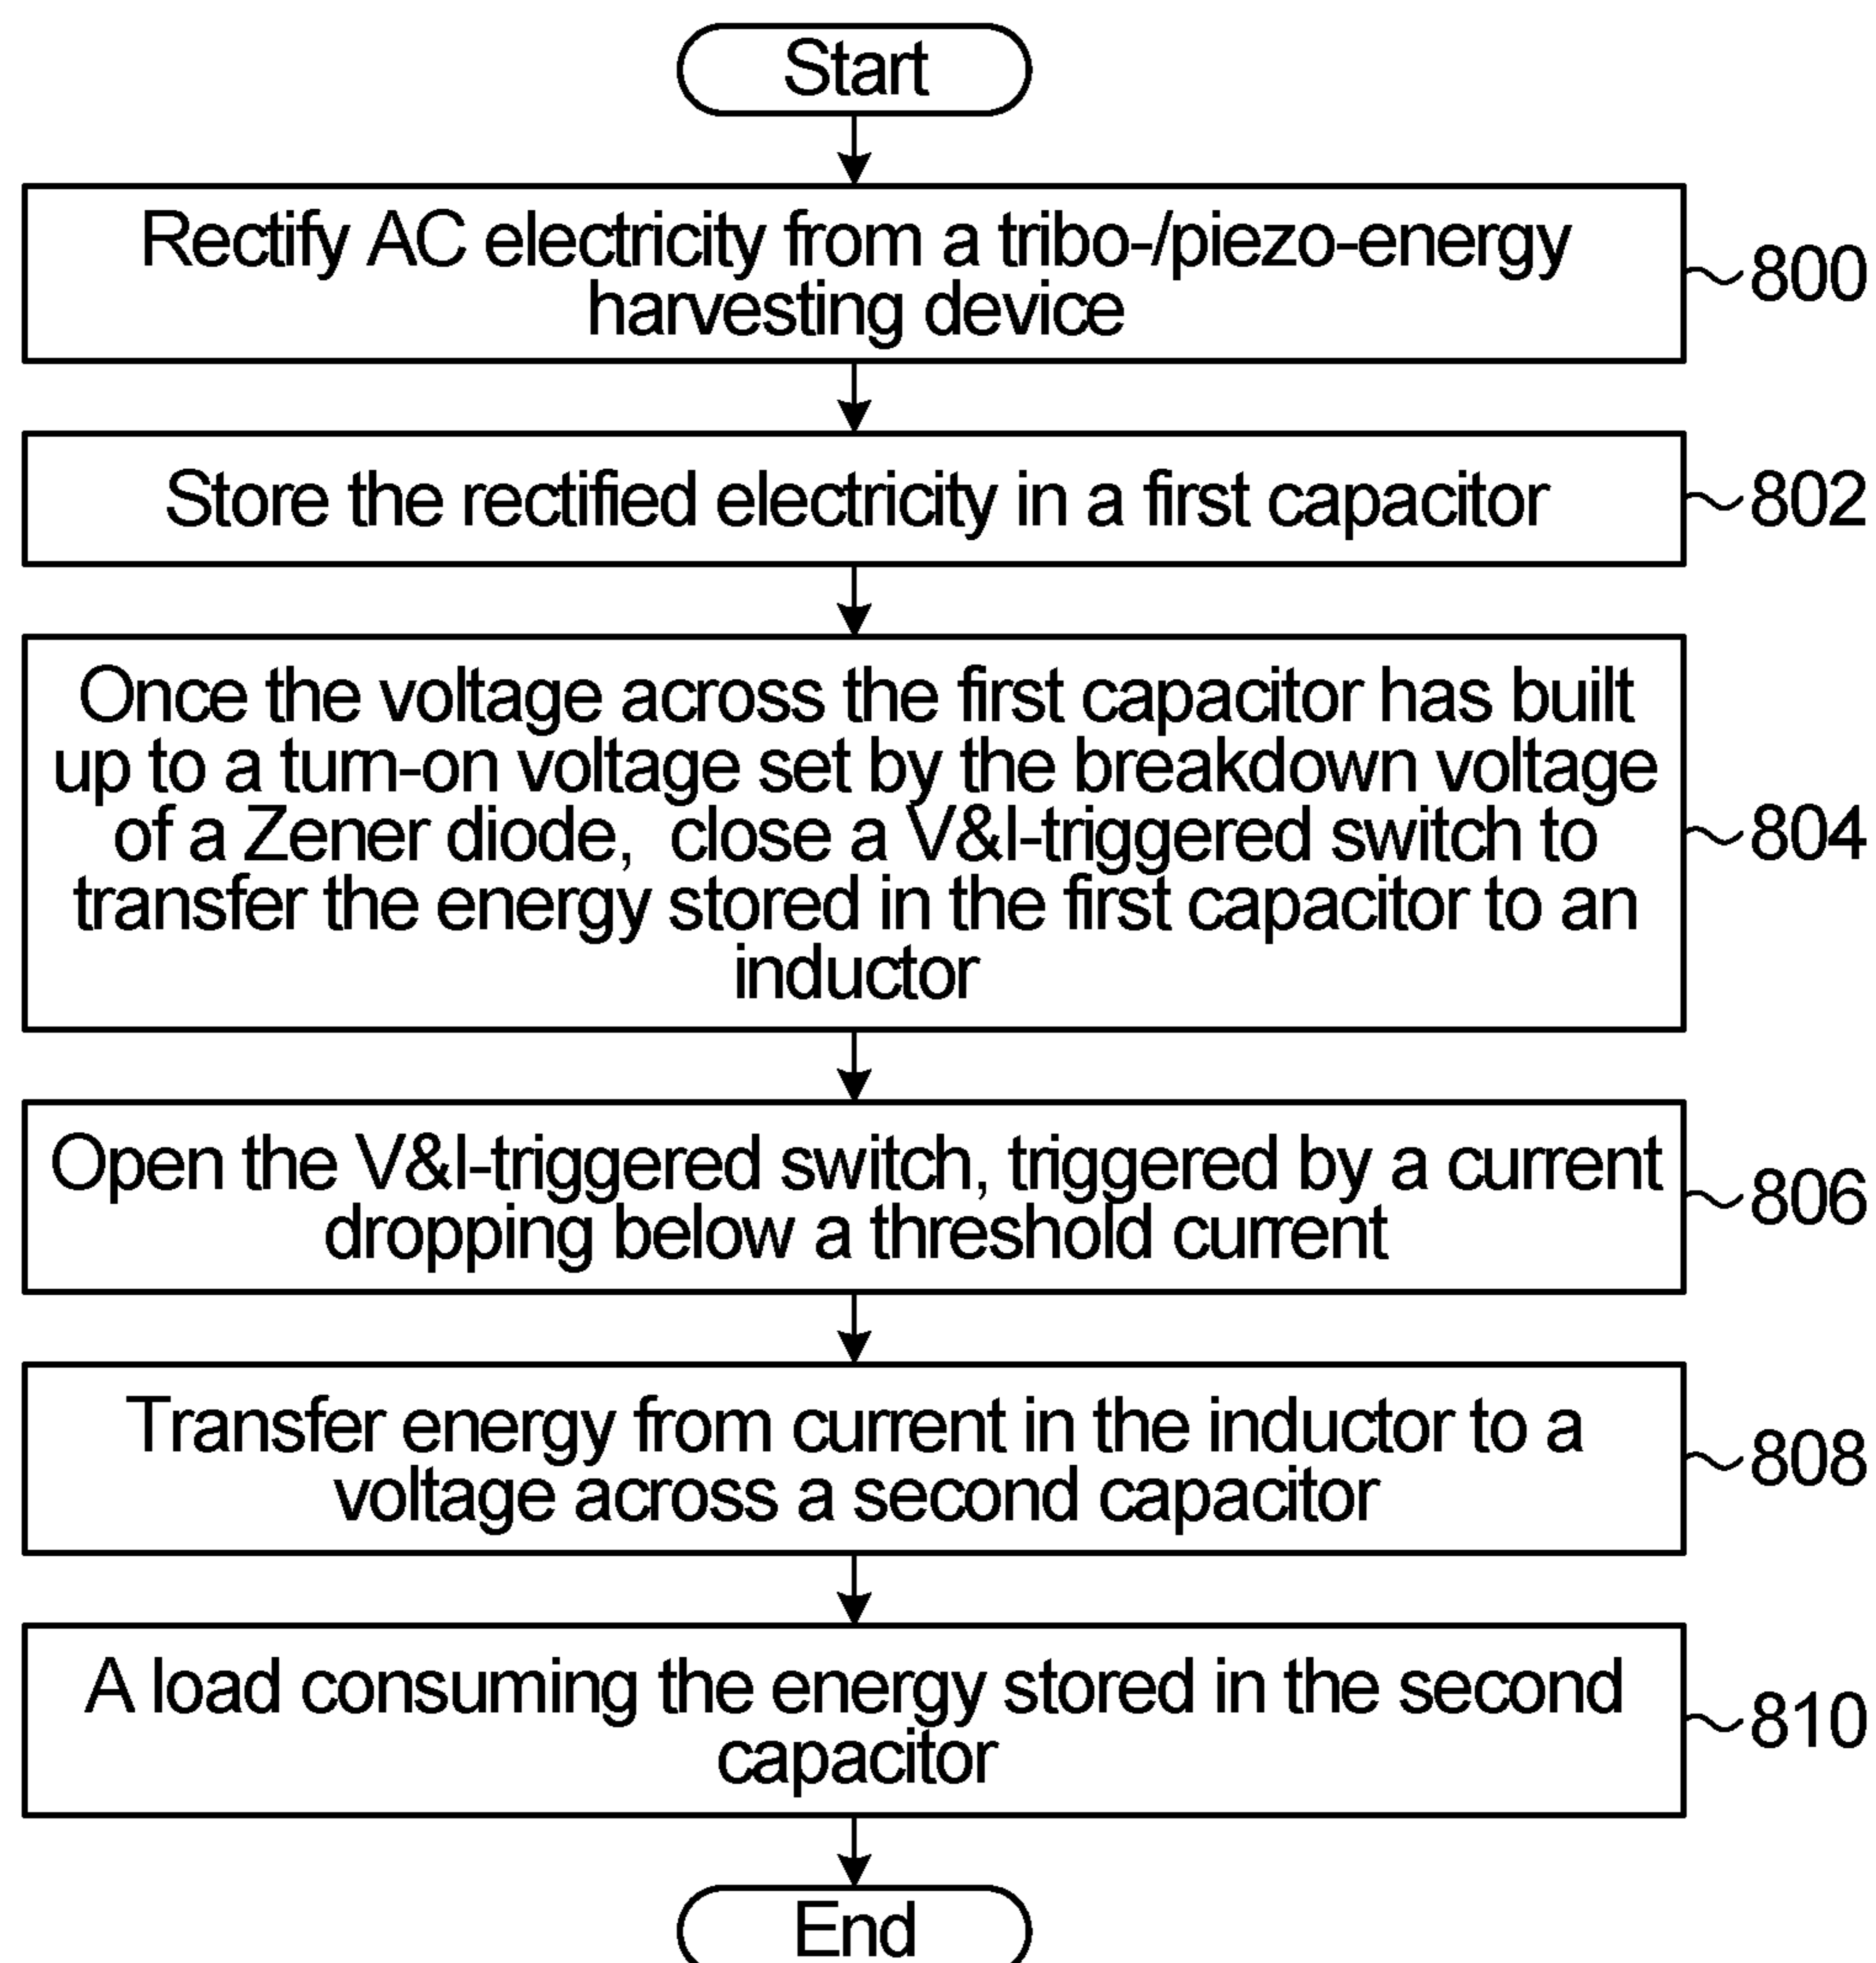 Start
Rectify AC electricity from a tribo-/piezo-energy
harvesting device
800
Store the rectified electricity in a first capacitor
802
Once the voltage across the first capacitor has built
up to a turn-on voltage set by the breakdown voltage
of a Zener diode, close a V&I-triggered switch to
transfer the energy stored in the first capacitor to an
inductor
804
Open the V&I-triggered switch, triggered by a current
dropping below a threshold current
806
Transfer energy from current in the inductor to a
voltage across a second capacitor
808
A load consuming the energy stored in the second
capacitor
810
End